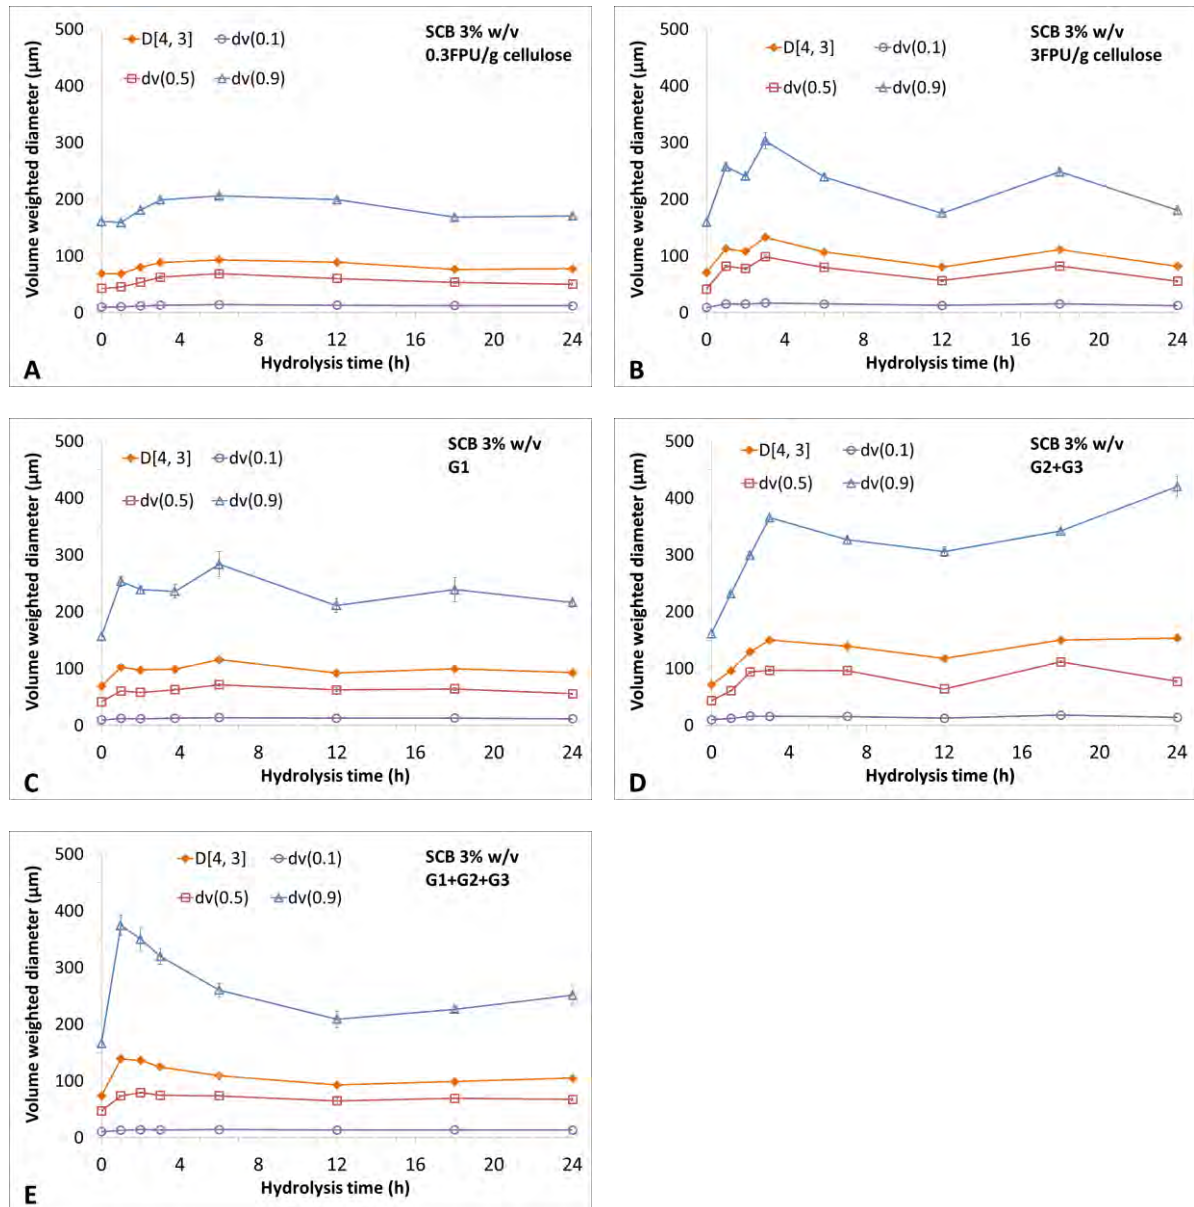 500
400
300
200
100
0
Volume weighted diameter (µm)
D[4, 3]
dv(0.1)
dv(0.5)
dv(0.9)
SCB 3% w/v
0.3FPU/g cellulose
0 4 8 12 16 20 24
Hydrolysis time (h)
A
500
400
300
200
100
0
Volume weighted diameter (µm)
D[4, 3]
dv(0.1)
dv(0.5)
dv(0.9)
SCB 3% w/v
3FPU/g cellulose
0 4 8 12 16 20 24
Hydrolysis time (h)
B
500
400
300
200
100
0
Volume weighted diameter (µm)
D[4, 3]
dv(0.1)
dv(0.5)
dv(0.9)
SCB 3% w/v
G1
0 4 8 12 16 20 24
Hydrolysis time (h)
C
500
400
300
200
100
0
Volume weighted diameter (µm)
D[4, 3]
dv(0.1)
dv(0.5)
dv(0.9)
SCB 3% w/v
G2+G3
0 4 8 12 16 20 24
Hydrolysis time (h)
D
500
400
300
200
100
0
Volume weighted diameter (µm)
D[4, 3]
dv(0.1)
dv(0.5)
dv(0.9)
SCB 3% w/v
G1+G2+G3
0 4 8 12 16 20 24
Hydrolysis time (h)
E